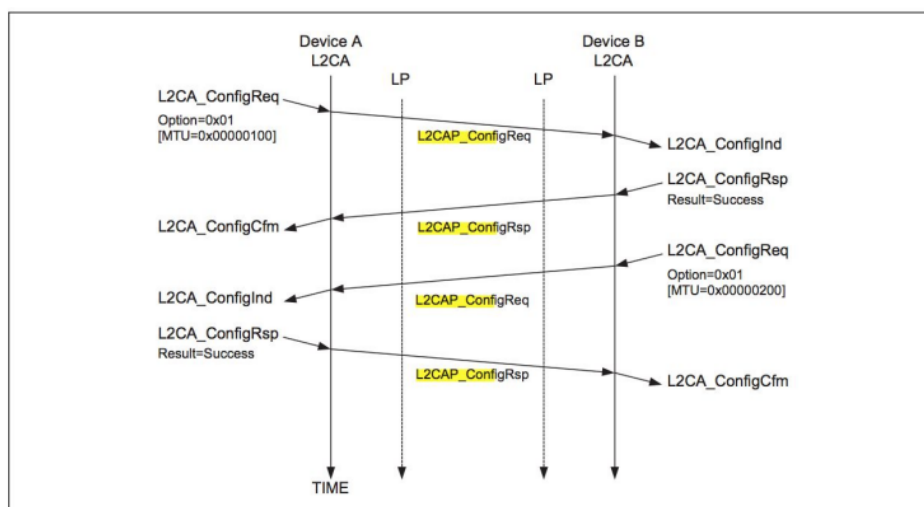 Device A
L2CA
Device B
L2CA
LP
LP
L2CA_ConfigReq
Option=0x01
[MTU=0x00000100]
L2CAP_ConfigReq
L2CA_ConfigInd
L2CA_ConfigRsp
Result=Success
L2CA_ConfigCfm
L2CAP_ConfigRsp
L2CA_ConfigReq
Option=0x01
[MTU=0x00000200]
L2CA_ConfigInd
L2CAP_ConfigReq
L2CA_ConfigRsp
Result=Success
L2CAP_ConfigRsp
L2CA_ConfigCfm
TIME